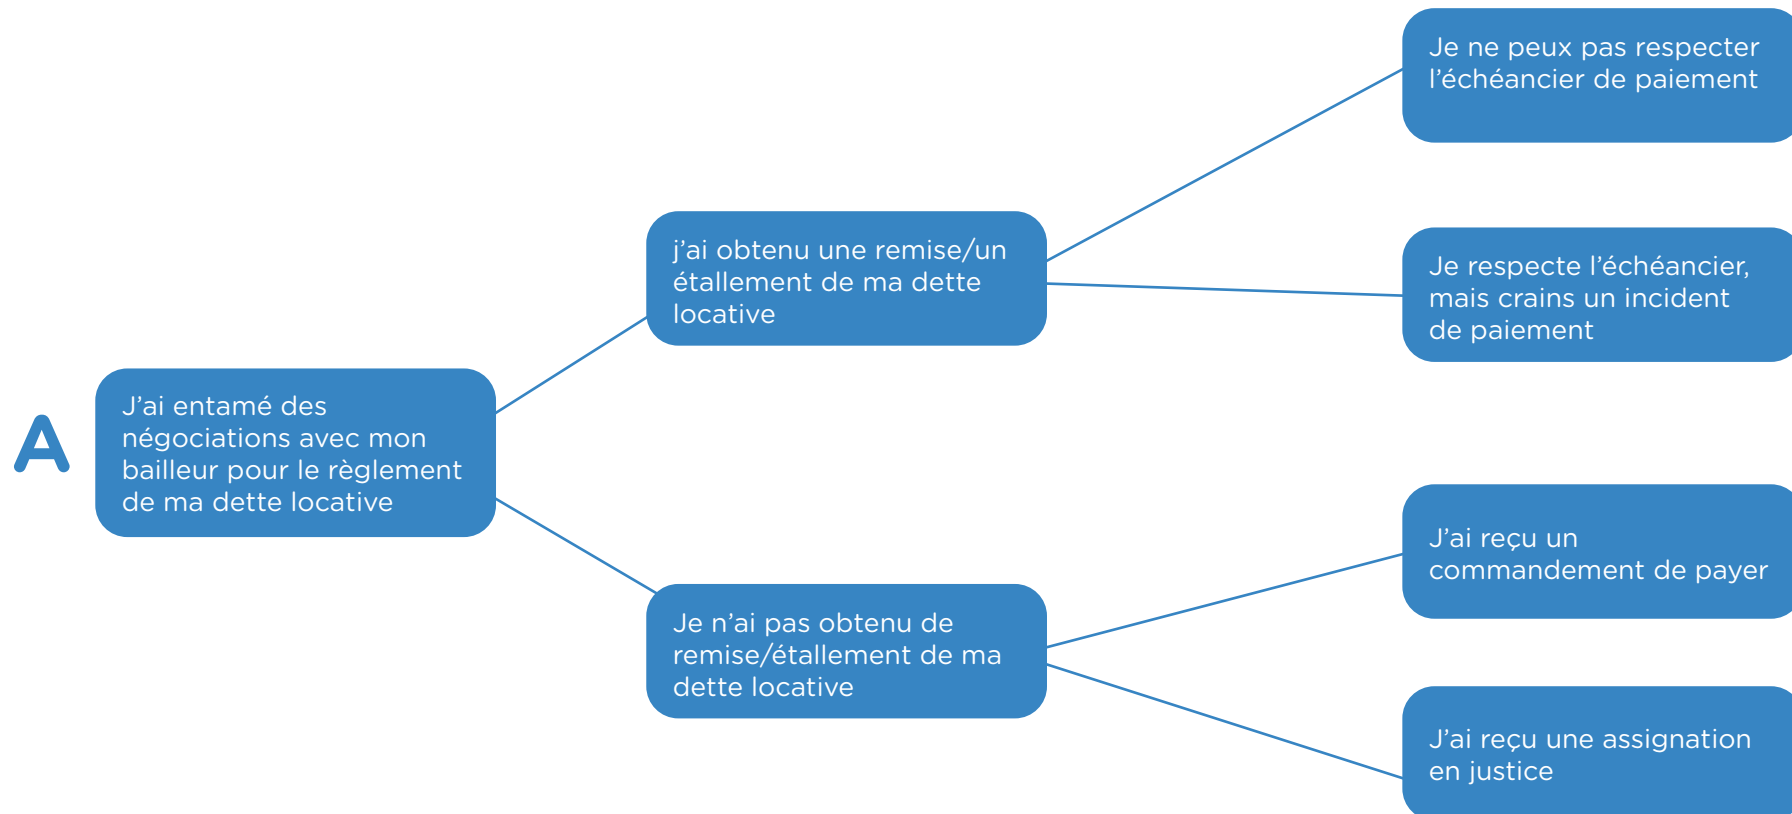 A
J’ai entamé des
négociations avec mon
bailleur pour le règlement
de ma dette locative
j’ai obtenu une remise/un
étallement de ma dette
locative
Je ne peux pas respecter
l’échéancier de paiement
Je respecte l’échéancier,
mais crains un incident
de paiement
Je n’ai pas obtenu de
remise/étallement de ma
dette locative
J’ai reçu un
commandement de payer
J’ai reçu une assignation
en justice